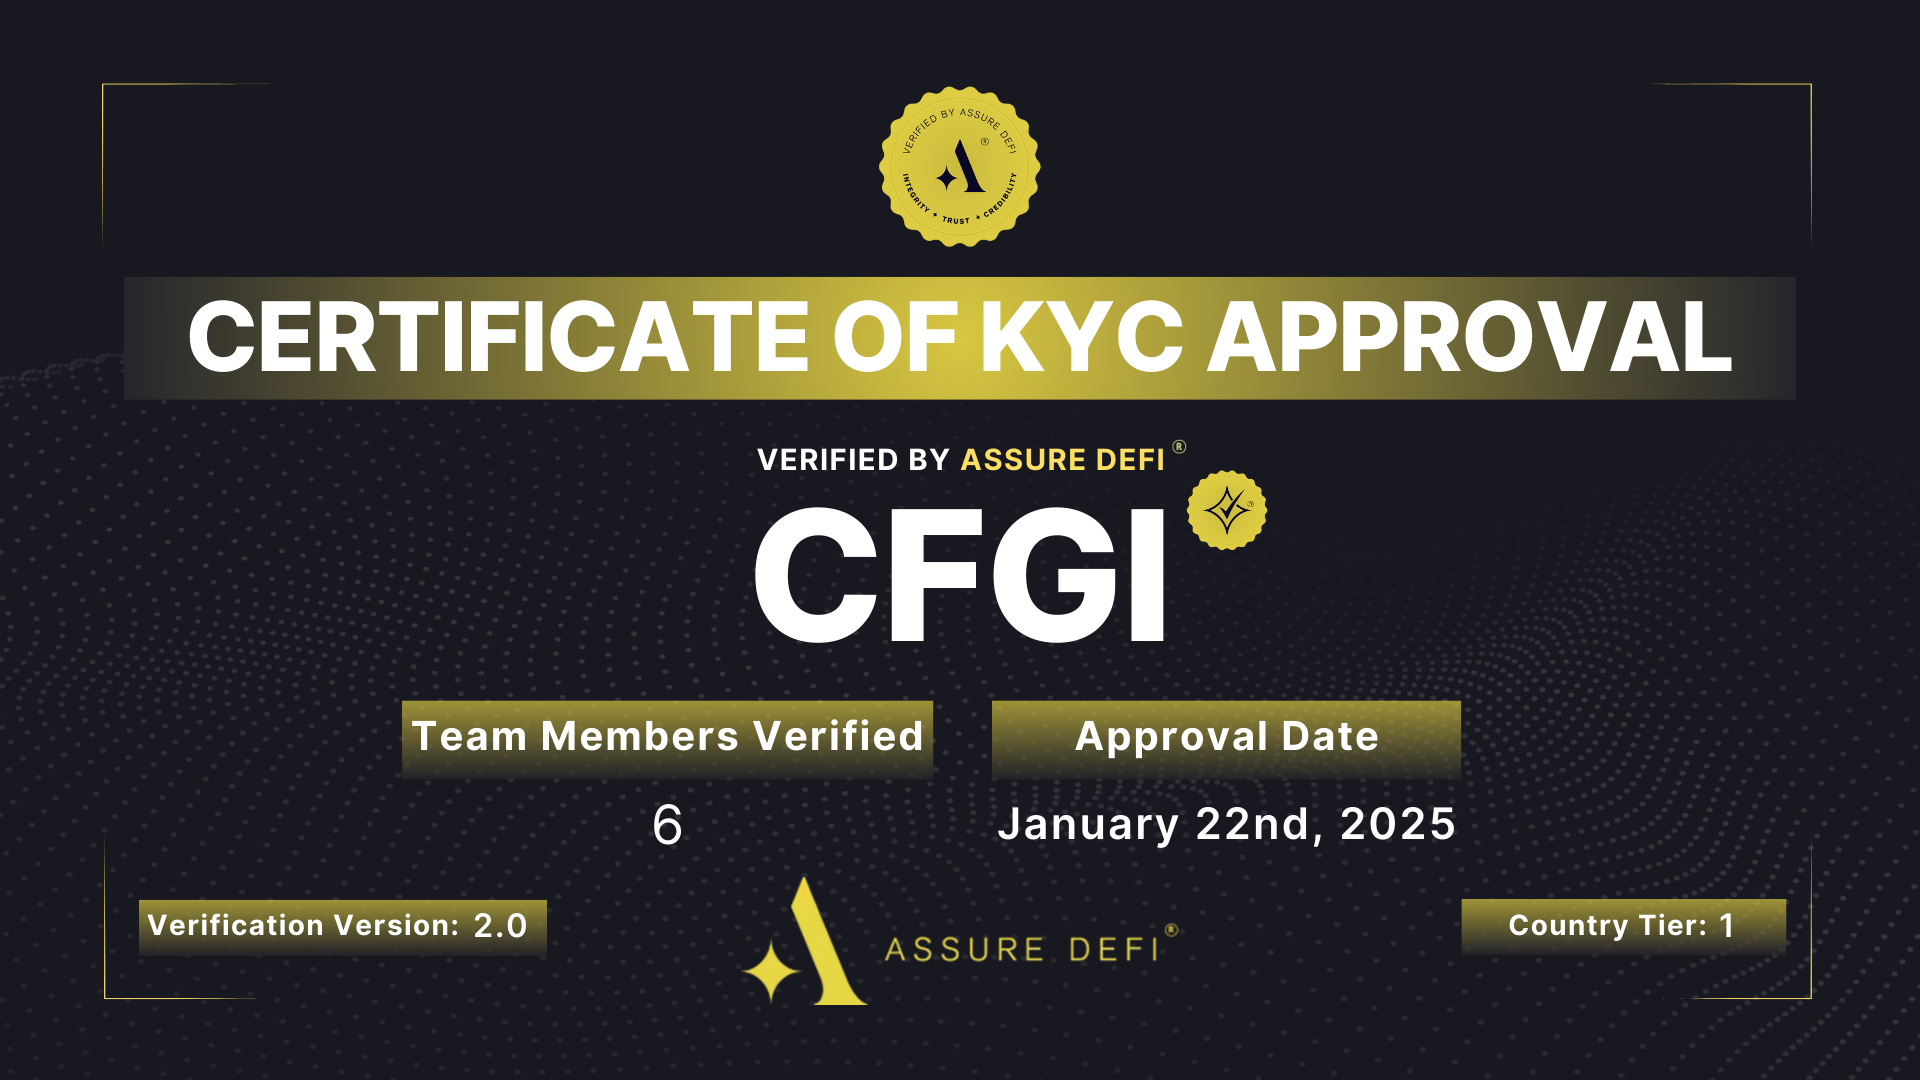 VERIFIED BY ASSURE DEFI
A ®
INTEGRITY ✦ TRUST ✦ CREDIBILITY
CERTIFICATE OF KYC APPROVAL
VERIFIED BY ASSURE DEFI ®
CFGI
Team Members Verified
6
Approval Date
January 22nd, 2025
Verification Version: 2.0
ASSURE DEFI ®
Country Tier: 1